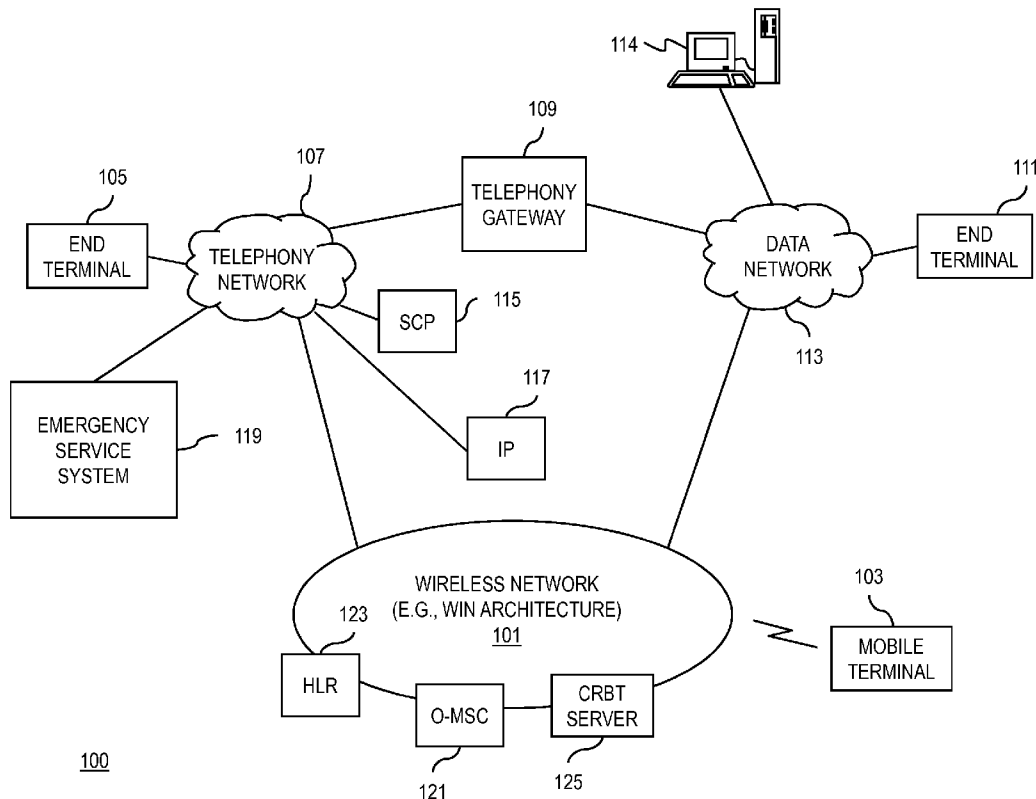 114
109
107
111
105
TELEPHONY
GATEWAY
END
TERMINAL
TELEPHONY
NETWORK
DATA
NETWORK
END
TERMINAL
SCP
115
113
117
EMERGENCY
SERVICE
SYSTEM
119
IP
WIRELESS NETWORK
(E.G., WIN ARCHITECTURE)
101
103
123
MOBILE
TERMINAL
HLR
CRBT
SERVER
O-MSC
100
121
125